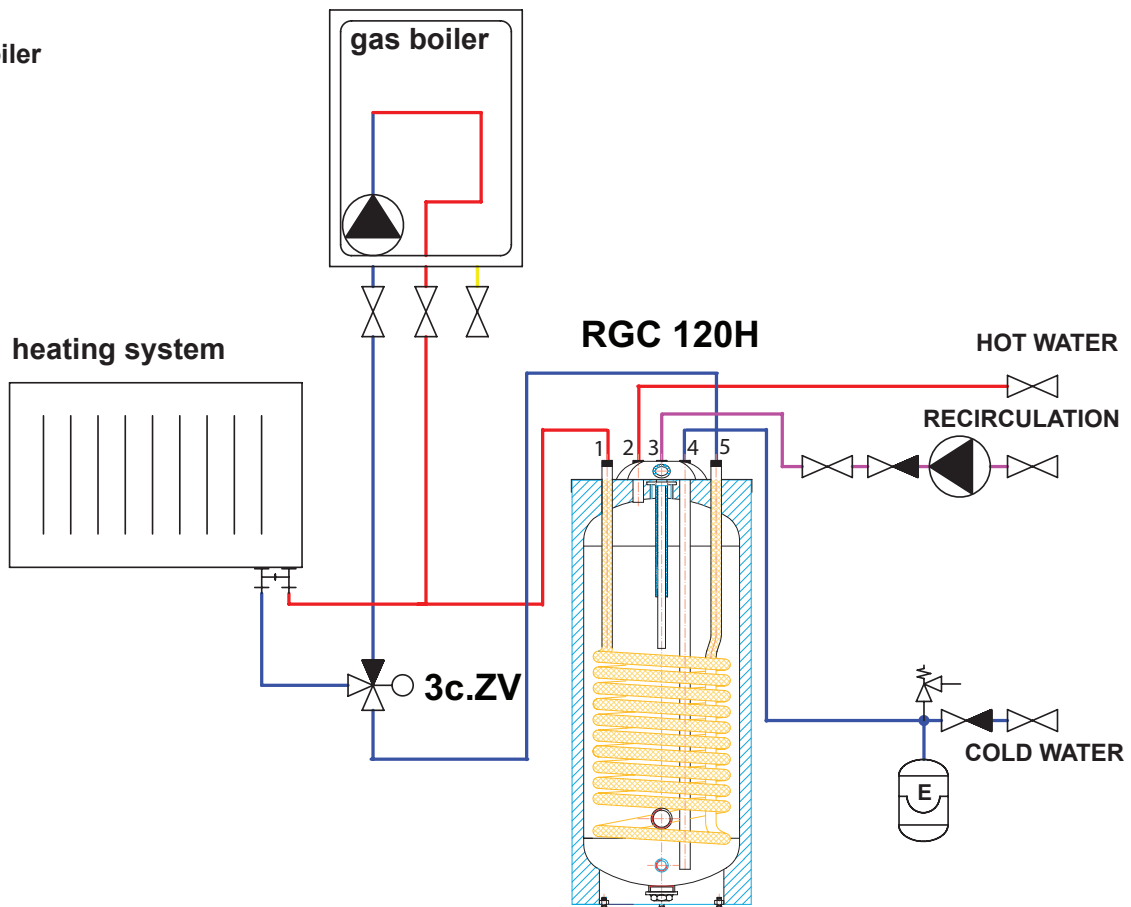 iler
gas boiler
RGC 120H
heating system
HOT WATER
RECIRCULATION
1 2 3 4 5
3c.ZV
COLD WATER
E